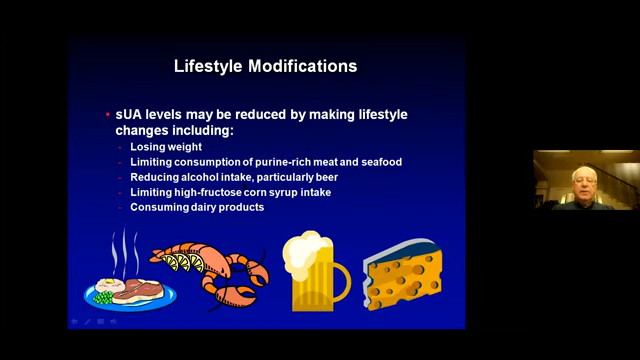 Lifestyle Modifications
• sUA levels may be reduced by making lifestyle
changes including:
- Losing weight
- Limiting consumption of purine-rich meat and seafood
- Reducing alcohol intake, particularly beer
- Limiting high-fructose corn syrup intake
- Consuming dairy products